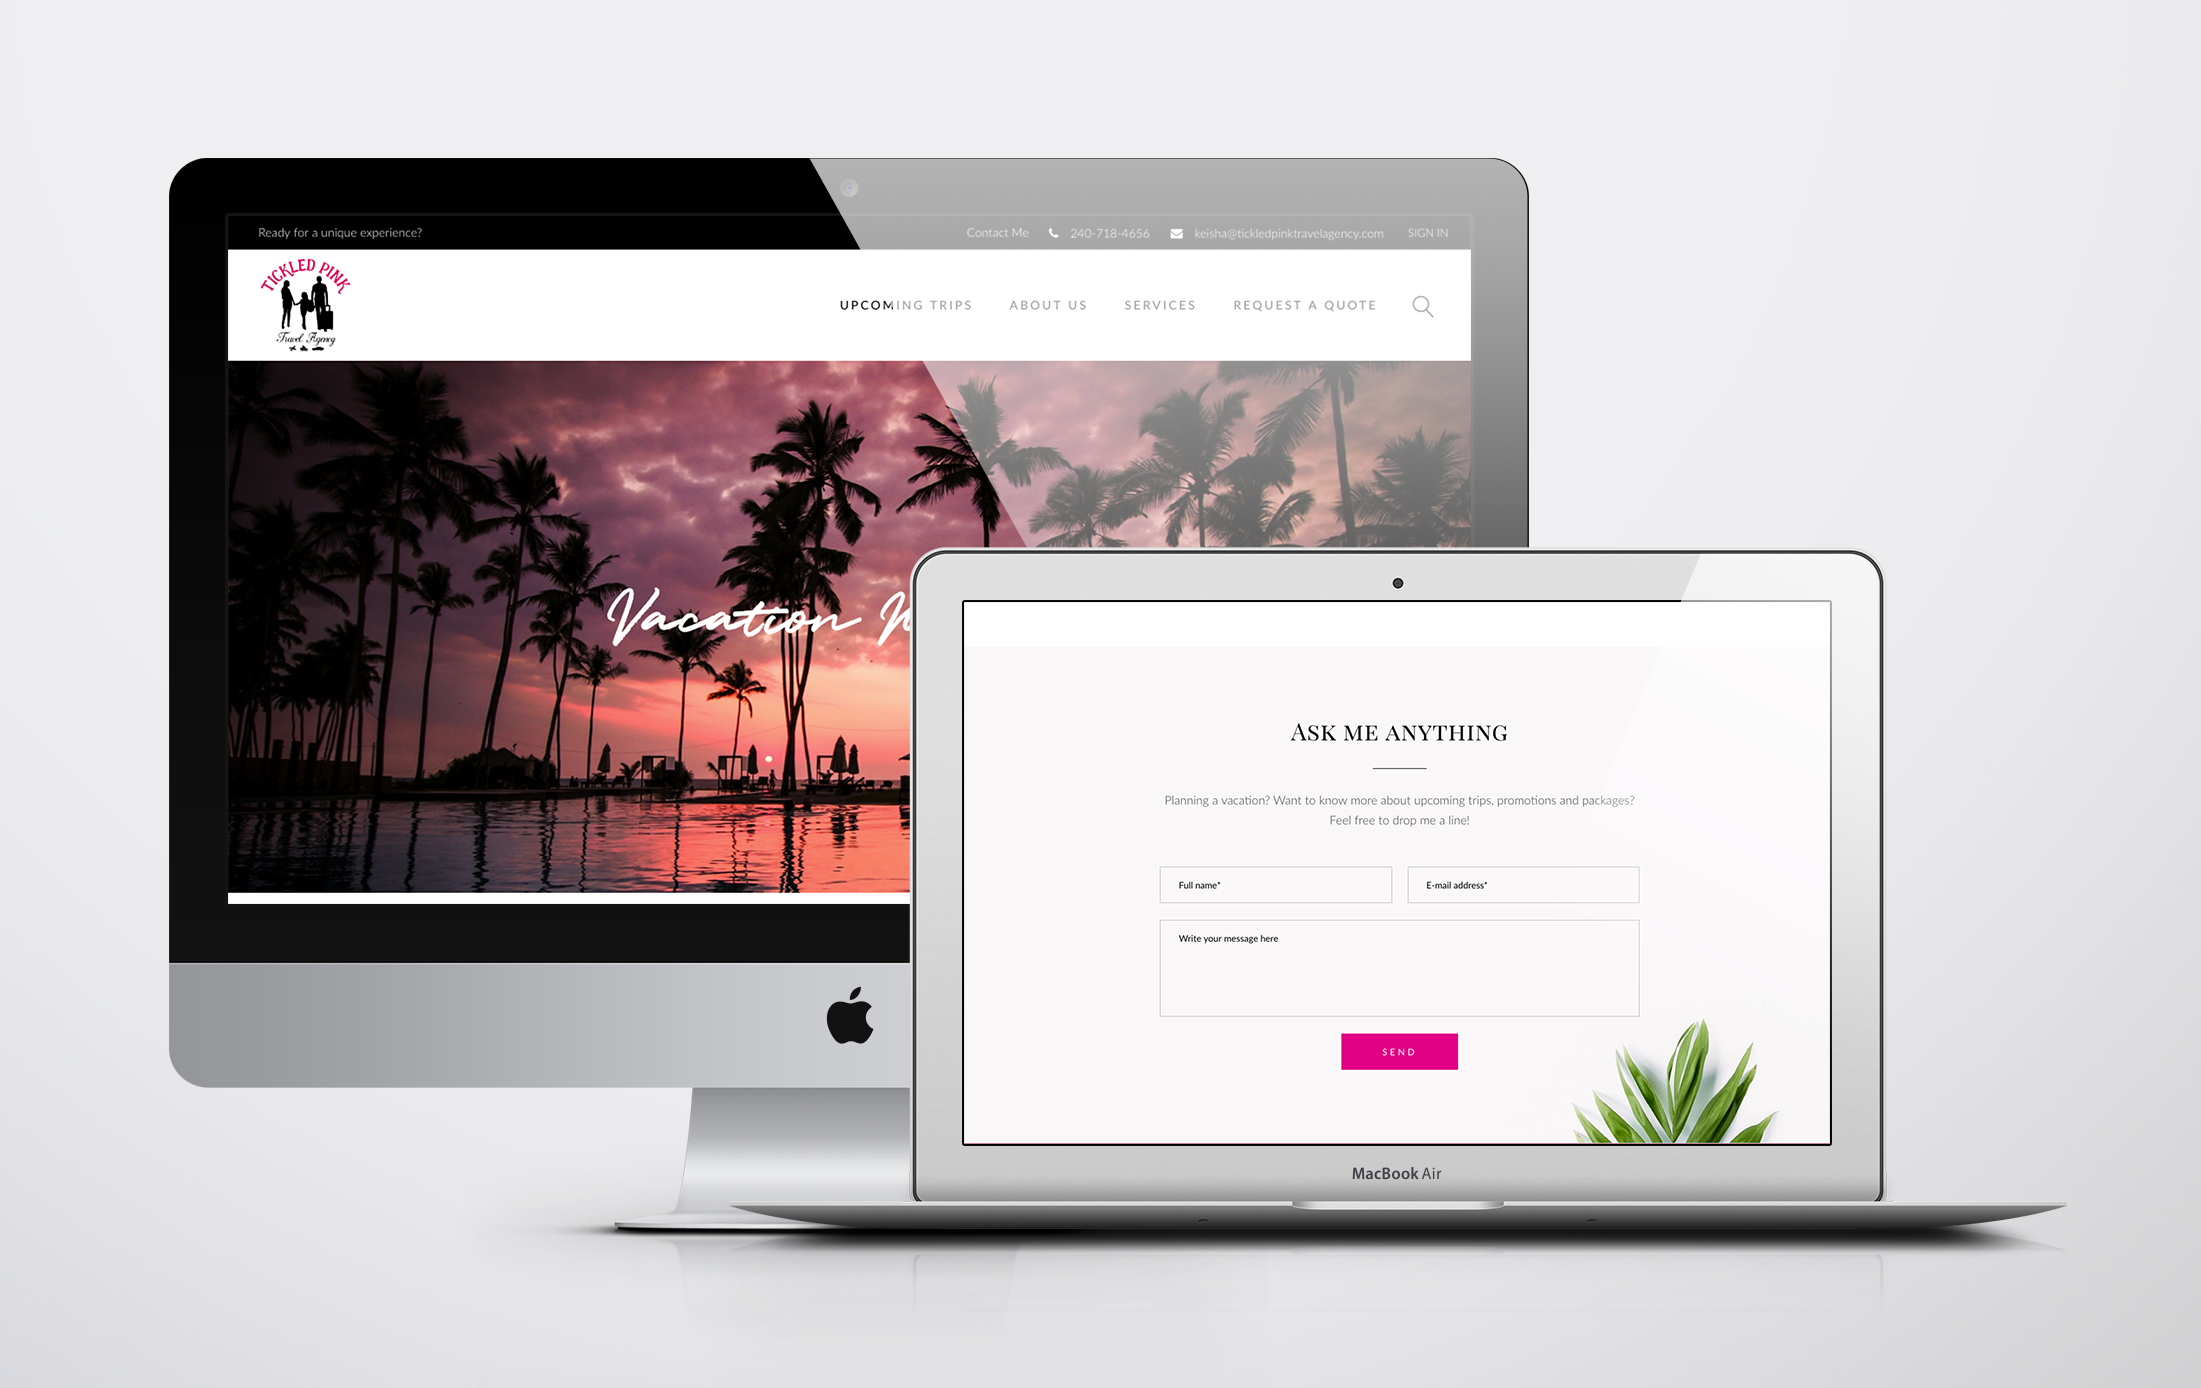 Ready for a unique experience?
Contact Me 240-718-4656 keisha@tickledpinktravelagency.com SIGN IN
TICKLED PINK
Travel Agency
UPCOMING TRIPS ABOUT US SERVICES REQUEST A QUOTE
Vacation
ASK ME ANYTHING
Planning a vacation? Want to know more about upcoming trips, promotions and packages?
Feel free to drop me a line!
Full name* E-mail address*
Write your message here
SEND
MacBook Air